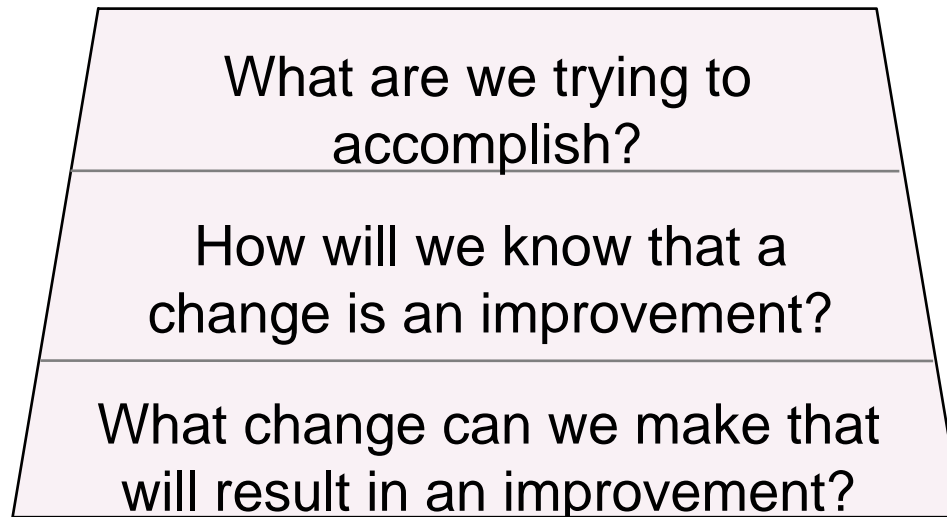 What are we trying to
accomplish?
How will we know that a
change is an improvement?
What change can we make that
will result in an improvement?